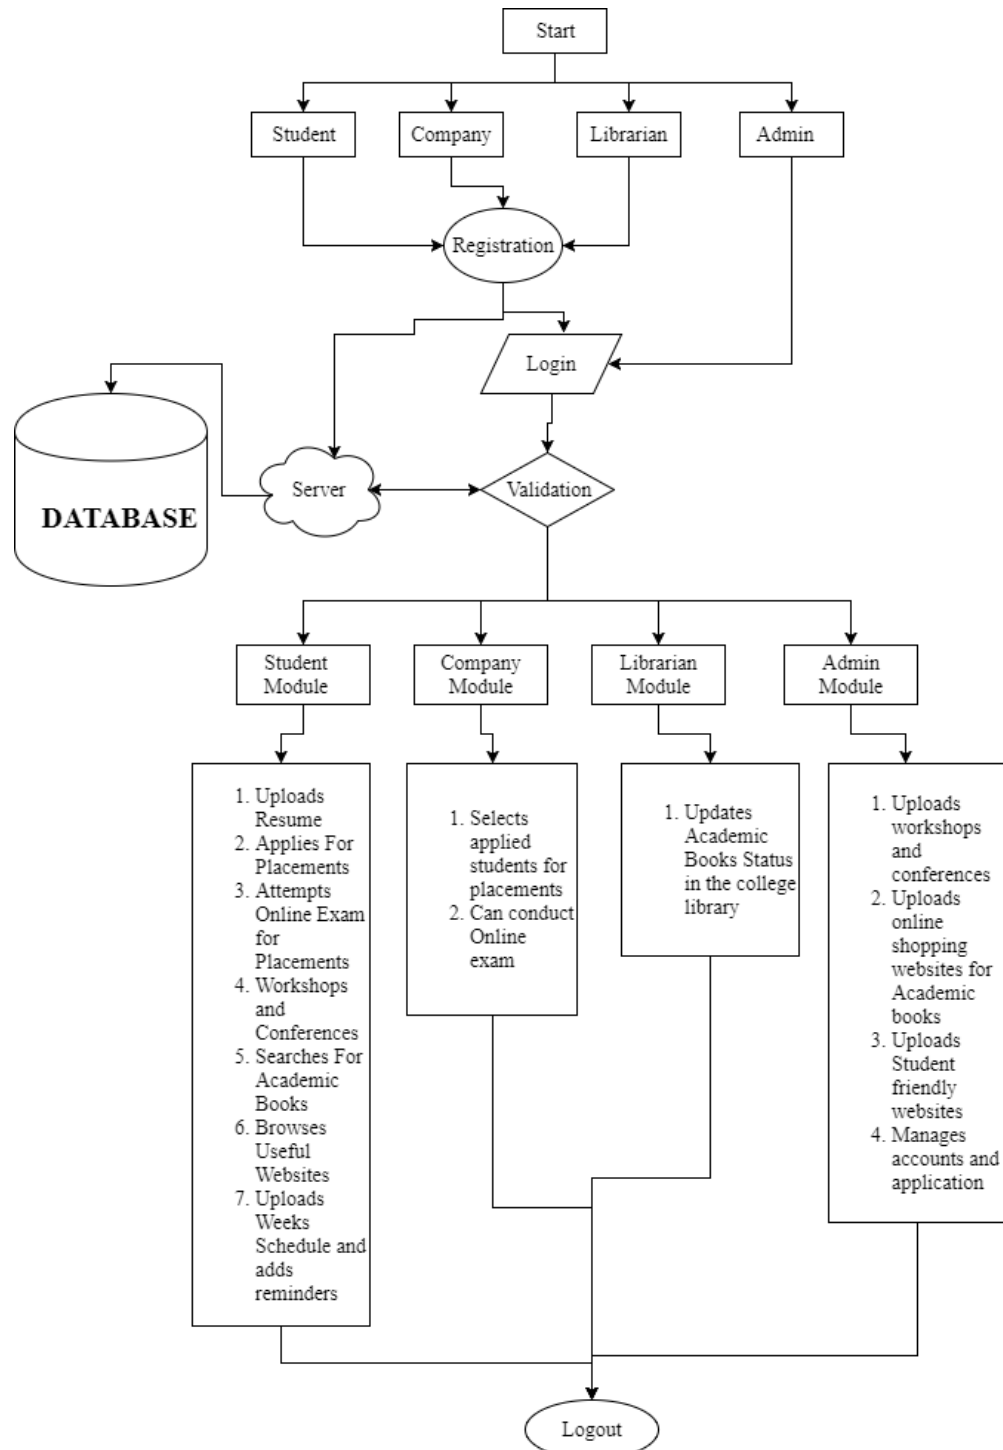 Start
Student
Company
Librarian
Admin
Registration
Login
DATABASE
Server
Validation
Student
Module
Company
Module
Librarian
Module
Admin
Module
1. Uploads
Resume
2. Applies For
Placements
3. Attempts
Online Exam
for
Placements
4. Workshops
and
Conferences
5. Searches For
Academic
Books
6. Browses
Useful
Websites
7. Uploads
Weeks
Schedule and
adds
reminders
1. Selects
applied
students for
placements
2. Can conduct
Online
exam
1. Updates
Academic
Books Status
in the college
library
1. Uploads
workshops
and
conferences
2. Uploads
online
shopping
websites for
Academic
books
3. Uploads
Student
friendly
websites
4. Manages
accounts and
application
Logout